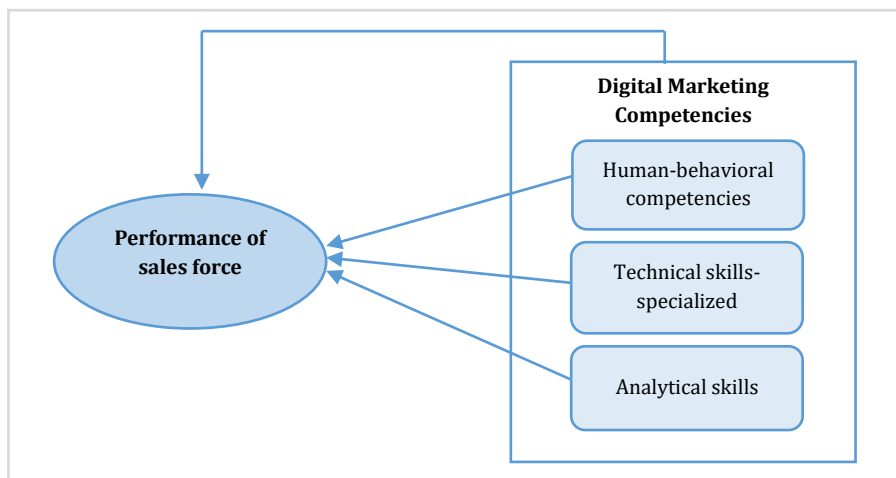 Digital Marketing
Competencies
Human-behavioral
competencies
Performance of
sales force
Technical skills-
specialized
Analytical skills